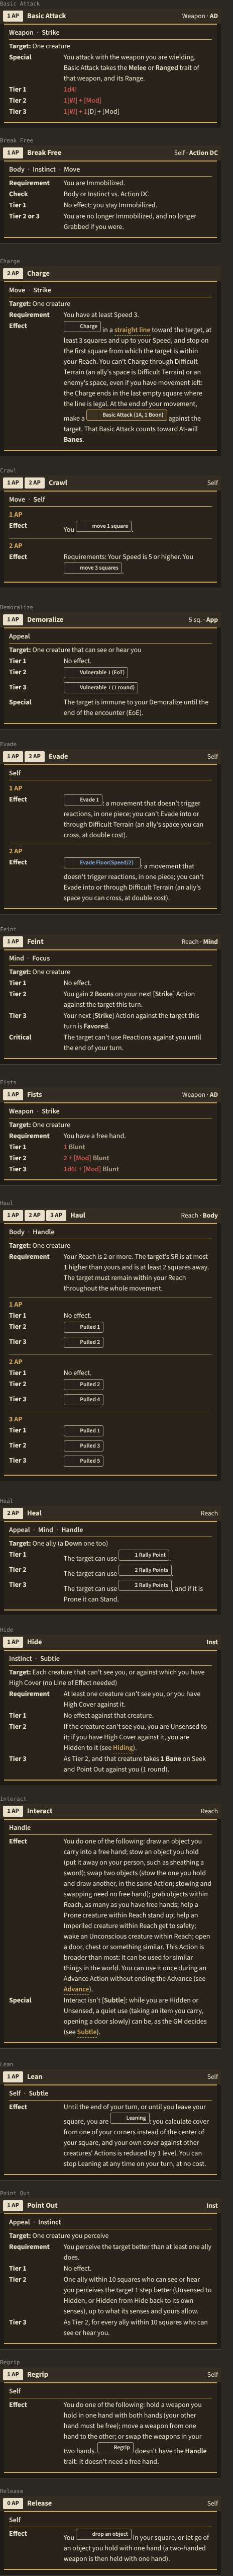 Basic Attack
1 AP Basic Attack Weapon · AD
Weapon · Strike
Target: One creature
Special You attack with the weapon you are wielding.
Basic Attack takes the Melee or Ranged trait of
that weapon, and its Range.
Tier 1 1d4!
Tier 2 1[W] + [Mod]
Tier 3 1[W] + 1[D] + [Mod]
Break Free
1 AP Break Free Self · Action DC
Body · Instinct · Move
Requirement You are Immobilized.
Check Body or Instinct vs. Action DC
Tier 1 No effect: you stay Immobilized.
Tier 2 or 3 You are no longer Immobilized, and no longer
Grabbed if you were.
Charge
2 AP Charge
Move · Strike
Target: One creature
Requirement You have at least Speed 3.
Effect Charge in a straight line toward the target, at
least 3 squares and up to your Speed, and stop on
the first square from which the target is within
your Reach. You can't Charge through Difficult
Terrain (an ally's space is Difficult Terrain) or an
enemy's space, even if you have movement left:
the Charge ends in the last empty square where
the line is legal. At the end of your movement,
make a Basic Attack (1A, 1 Boon) against the
target. That Basic Attack counts toward At-will
Banes.
Crawl
1 AP 2 AP Crawl Self
Move · Self
1 AP
Effect You move 1 square.
2 AP
Effect Requirements: Your Speed is 5 or higher. You
move 3 squares.
Demoralize
1 AP Demoralize 5 sq. · App
Appeal
Target: One creature that can see or hear you
Tier 1 No effect.
Tier 2 Vulnerable 1 (EoT)
Tier 3 Vulnerable 1 (1 round)
Special The target is immune to your Demoralize until the
end of the encounter (EoE).
Evade
1 AP 2 AP Evade Self
Self
1 AP
Effect Evade 1: a movement that doesn't trigger
reactions, in one piece; you can't Evade into or
through Difficult Terrain (an ally's space you can
cross, at double cost).
2 AP
Effect Evade Floor(Speed/2): a movement that
doesn't trigger reactions, in one piece; you can't
Evade into or through Difficult Terrain (an ally's
space you can cross, at double cost).
Feint
1 AP Feint Reach · Mind
Mind · Focus
Target: One creature
Tier 1 No effect.
Tier 2 You gain 2 Boons on your next [Strike] Action
against the target this turn.
Tier 3 Your next [Strike] Action against the target this
turn is Favored.
Critical The target can't use Reactions against you until
the end of your turn.
Fists
1 AP Fists Weapon · AD
Weapon · Strike
Target: One creature
Requirement You have a free hand.
Tier 1 1 Blunt
Tier 2 2 + [Mod] Blunt
Tier 3 1d6! + [Mod] Blunt
Haul
1 AP 2 AP 3 AP Haul Reach · Body
Body · Handle
Target: One creature
Requirement Your Reach is 2 or more. The target's SR is at most
1 higher than yours and is at least 2 squares away.
The target must remain within your Reach
throughout the whole movement.
1 AP
Tier 1 No effect.
Tier 2 Pulled 1
Tier 3 Pulled 2
2 AP
Tier 1 No effect.
Tier 2 Pulled 2
Tier 3 Pulled 4
3 AP
Tier 1 Pulled 1
Tier 2 Pulled 3
Tier 3 Pulled 5
Heal
2 AP Heal Reach
Appeal · Mind · Handle
Target: One ally (a Down one too)
Tier 1 The target can use 1 Rally Point.
Tier 2 The target can use 2 Rally Points.
Tier 3 The target can use 2 Rally Points, and if it is
Prone it can Stand.
Hide
1 AP Hide Inst
Instinct · Subtle
Target: Each creature that can't see you, or against which you have
High Cover (no Line of Effect needed)
Requirement At least one creature can't see you, or you have
High Cover against it.
Tier 1 No effect against that creature.
Tier 2 If the creature can't see you, you are Unsensed to
it; if you have High Cover against it, you are
Hidden to it (see Hiding).
Tier 3 As Tier 2, and that creature takes 1 Bane on Seek
and Point Out against you (1 round).
Interact
1 AP Interact Reach
Handle
Effect You do one of the following: draw an object you
carry into a free hand; stow an object you hold
(put it away on your person, such as sheathing a
sword); swap two objects (stow the one you hold
and draw another, in the same Action; stowing and
swapping need no free hand); grab objects within
Reach, as many as you have free hands; help a
Prone creature within Reach stand up; help an
Imperiled creature within Reach get to safety;
wake an Unconscious creature within Reach; open
a door, chest or something similar. This Action is
broader than most: it can be used for similar
things in the world. You can use it once during an
Advance Action without ending the Advance (see
Advance).
Special Interact isn't [Subtle]: while you are Hidden or
Unsensed, a quiet use (taking an item you carry,
opening a door slowly) can be, as the GM decides
(see Subtle).
Lean
1 AP Lean Self
Self · Subtle
Effect Until the end of your turn, or until you leave your
square, you are Leaning: you calculate cover
from one of your corners instead of the center of
your square, and your own cover against other
creatures' Actions is reduced by 1 level. You can
stop Leaning at any time on your turn, at no cost.
Point Out
1 AP Point Out Inst
Appeal · Instinct
Target: One creature you perceive
Requirement You perceive the target better than at least one ally
does.
Tier 1 No effect.
Tier 2 One ally within 10 squares who can see or hear
you perceives the target 1 step better (Unsensed to
Hidden, or Hidden from Hide back to its own
senses), up to what its senses and yours allow.
Tier 3 As Tier 2, for every ally within 10 squares who can
see or hear you.
Regrip
1 AP Regrip Self
Self
Effect You do one of the following: hold a weapon you
hold in one hand with both hands (your other
hand must be free); move a weapon from one
hand to the other; or swap the weapons in your
two hands. Regrip doesn't have the Handle
trait: it doesn't need a free hand.
Release
0 AP Release Self
Self
Effect You drop an object in your square, or let go of
an object you hold with one hand (a two-handed
weapon is then held with one hand).